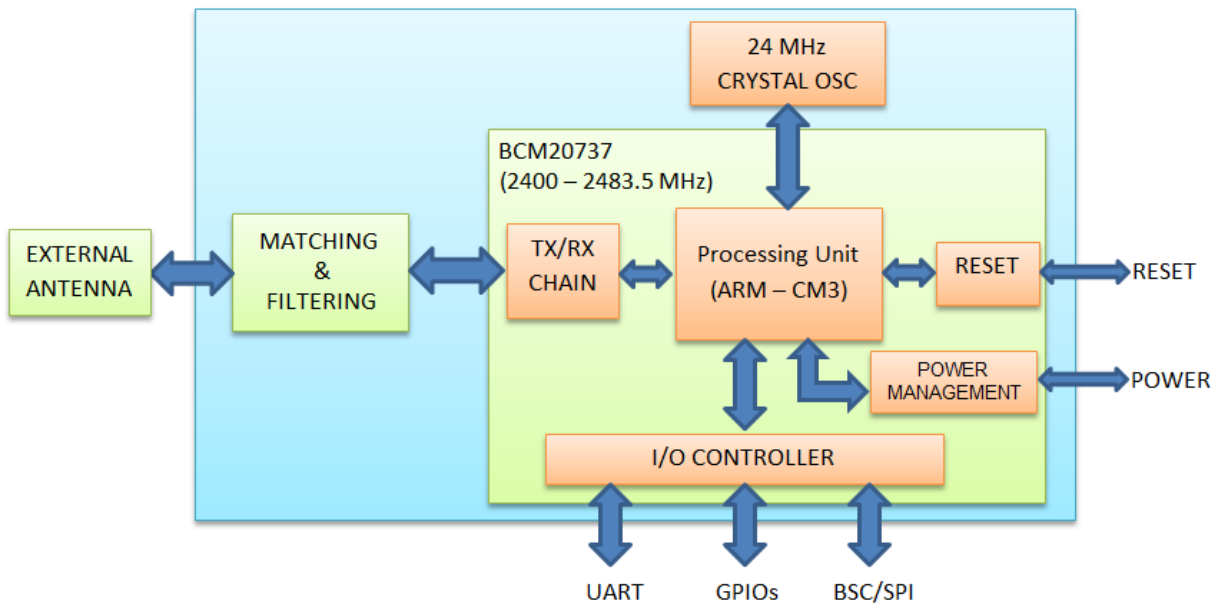 24 MHz
CRYSTAL OSC
BCM20737
(2400 – 2483.5 MHz)
EXTERNAL
ANTENNA
MATCHING
&
FILTERING
TX/RX
CHAIN
Processing Unit
(ARM – CM3)
RESET
RESET
POWER
MANAGEMENT
POWER
I/O CONTROLLER
UART
GPIOs
BSC/SPI